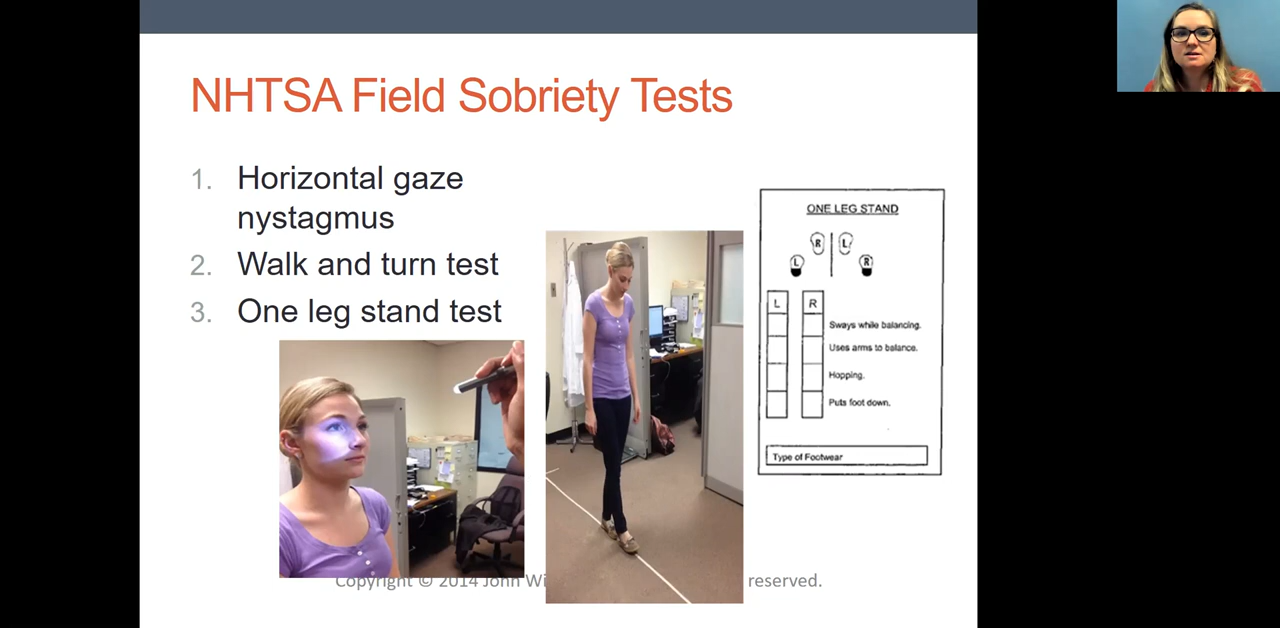 NHTSA Field Sobriety Tests
1. Horizontal gaze
nystagmus
2. Walk and turn test
3. One leg stand test
ONE LEG STAND
R L
L R
L R
Sways while balancing.
Uses arms to balance.
Hopping.
Puts foot down.
Type of Footwear
Copyright © 2014 John reserved.